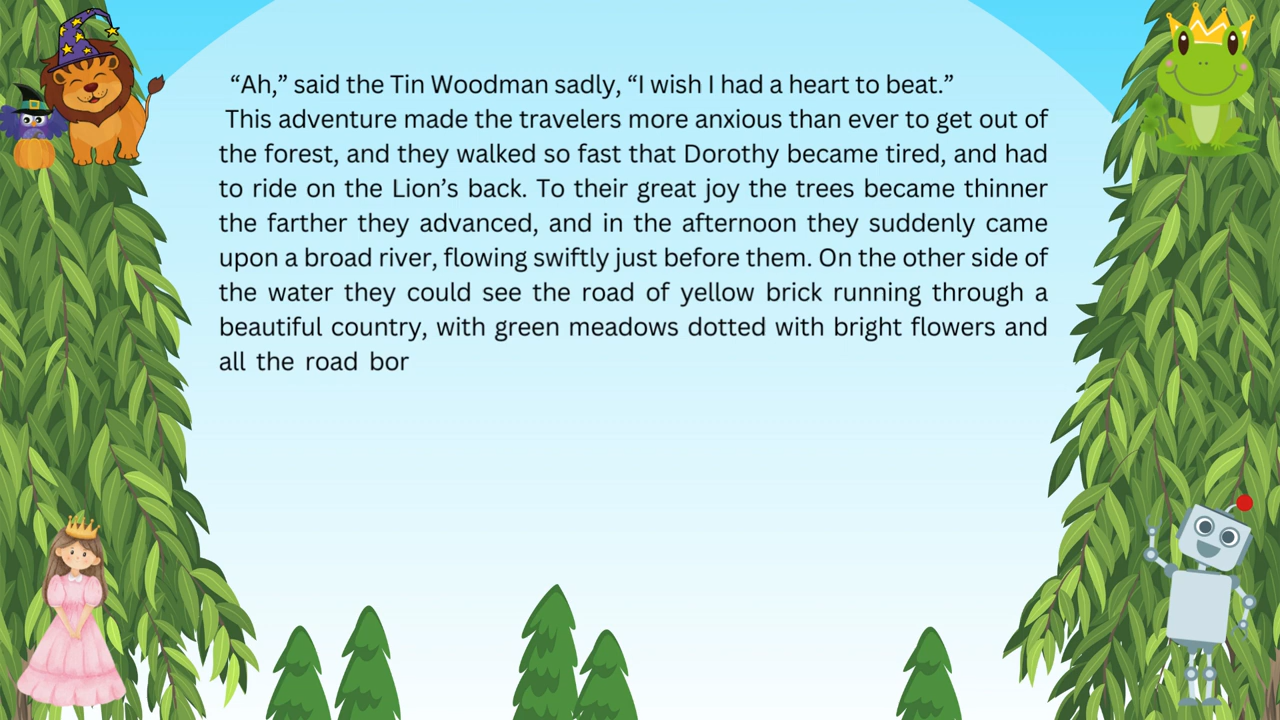 “Ah,” said the Tin Woodman sadly, “I wish I had a heart to beat.”
This adventure made the travelers more anxious than ever to get out of
the forest, and they walked so fast that Dorothy became tired, and had
to ride on the Lion’s back. To their great joy the trees became thinner
the farther they advanced, and in the afternoon they suddenly came
upon a broad river, flowing swiftly just before them. On the other side of
the water they could see the road of yellow brick running through a
beautiful country, with green meadows dotted with bright flowers and
all the road bor